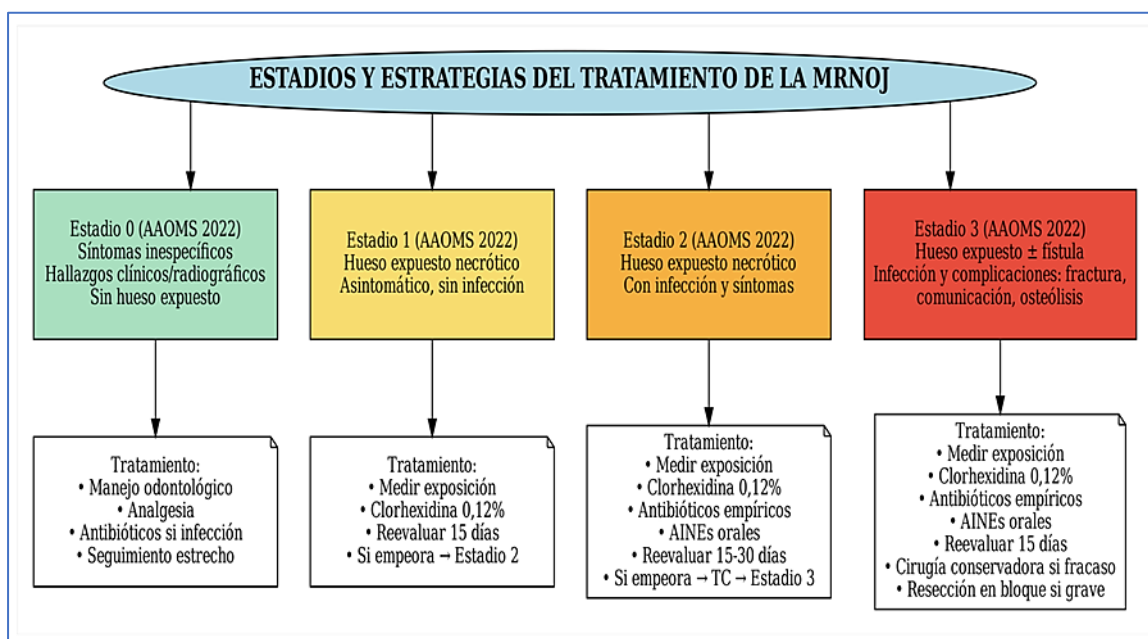 ESTADIOS Y ESTRATEGIAS DEL TRATAMIENTO DE LA MRNOJ
Estadio 0 (AAOMS 2022)
Síntomas inespecíficos
Hallazgos clínicos/radiográficos
Sin hueso expuesto
Estadio 1 (AAOMS 2022)
Hueso expuesto necrótico
Asintomático, sin infección
Estadio 2 (AAOMS 2022)
Hueso expuesto necrótico
Con infección y síntomas
Estadio 3 (AAOMS 2022)
Hueso expuesto ± fístula
Infección y complicaciones: fractura,
comunicación, osteólisis
Tratamiento:
• Manejo odontológico
• Analgesia
• Antibióticos si infección
• Seguimiento estrecho
Tratamiento:
• Medir exposición
• Clorhexidina 0,12%
• Reevaluar 15 días
• Si empeora → Estadio 2
Tratamiento:
• Medir exposición
• Clorhexidina 0,12%
• Antibióticos empíricos
• AINEs orales
• Reevaluar 15-30 días
• Si empeora → TC → Estadio 3
Tratamiento:
• Medir exposición
• Clorhexidina 0,12%
• Antibióticos empíricos
• AINEs orales
• Reevaluar 15 días
• Cirugía conservadora si fracaso
• Resección en bloque si grave